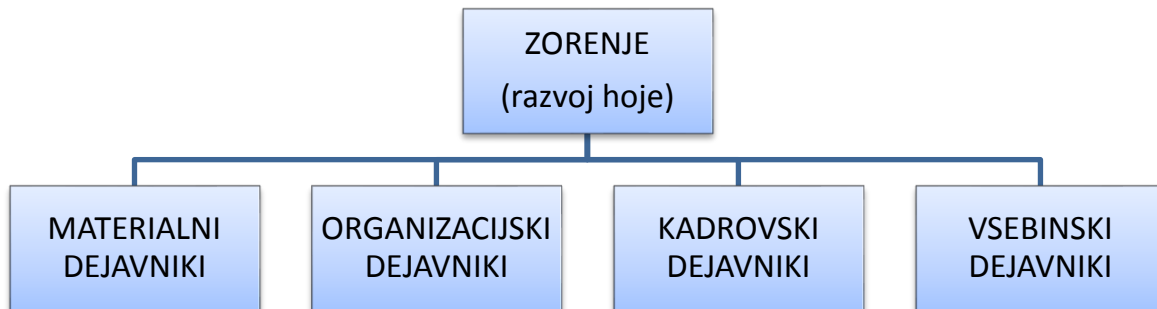 ZORENJE
(razvoj hoje)
MATERIALNI
DEJAVNIKI
ORGANIZACIJSKI
DEJAVNIKI
KADROVSKI
DEJAVNIKI
VSEBINSKI
DEJAVNIKI